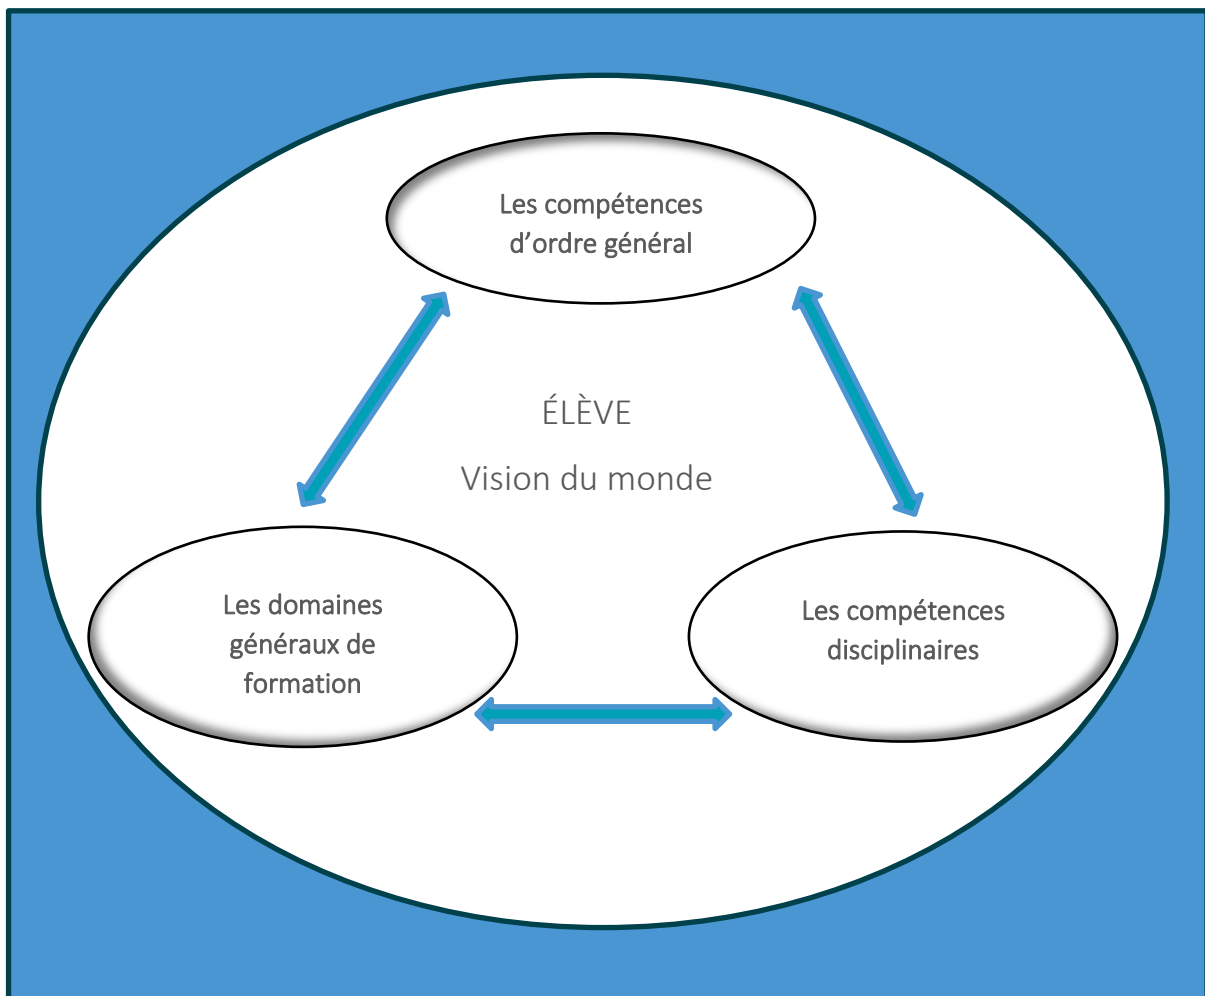 Les compétences
d’ordre général
ÉLÈVE
Vision du monde
Les domaines
généraux de
formation
Les compétences
disciplinaires